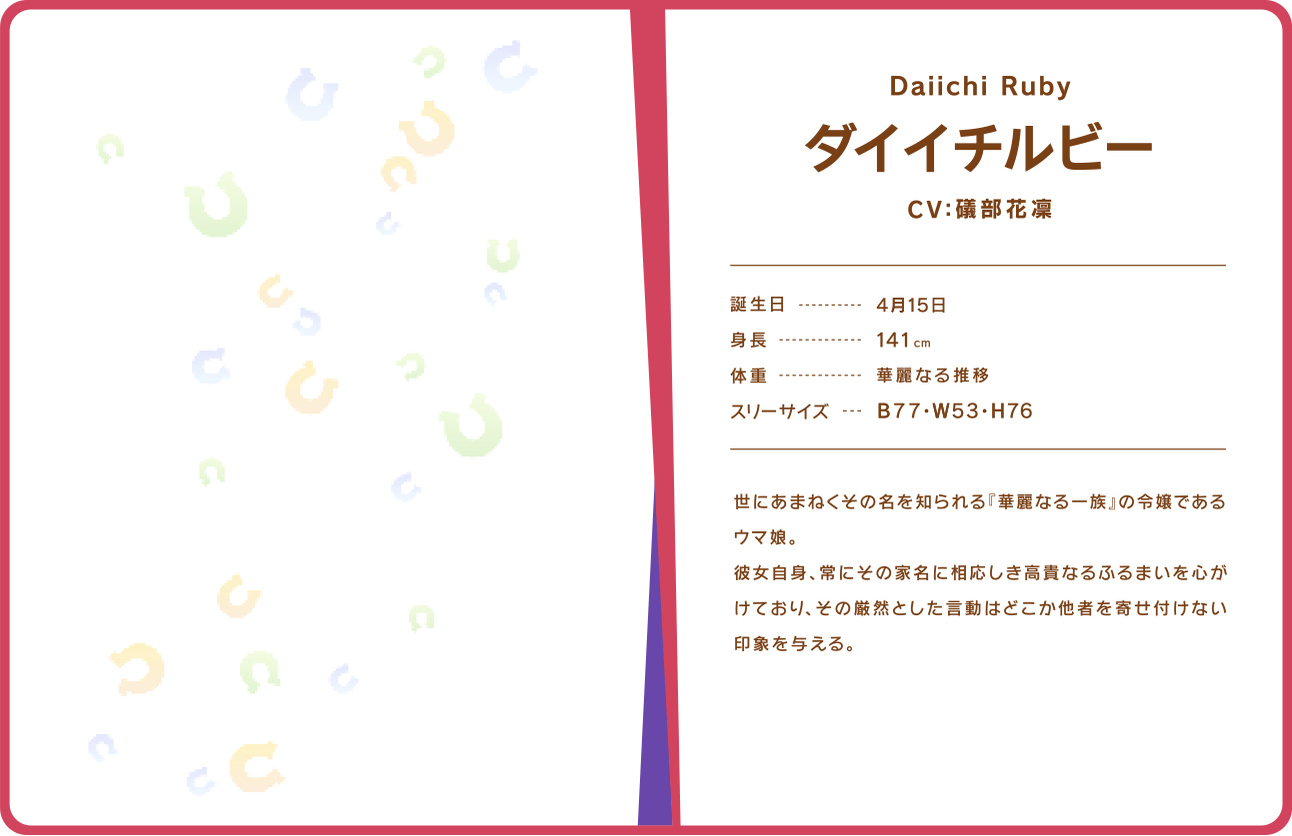 Daiichi Ruby
ダイイチルビー
CV:礒部花凜
誕生日 ---------- 4月15日
身長 ------------- 141cm
体重 ------------- 華麗なる推移
スリーサイズ --- B77・W53・H76
世にあまねくその名を知られる『華麗なる一族』の令嬢である
ウマ娘。
彼女自身、常にその家名に相応しき高貴なるふるまいを心が
けており、その厳然とした言動はどこか他者を寄せ付けない
印象を与える。